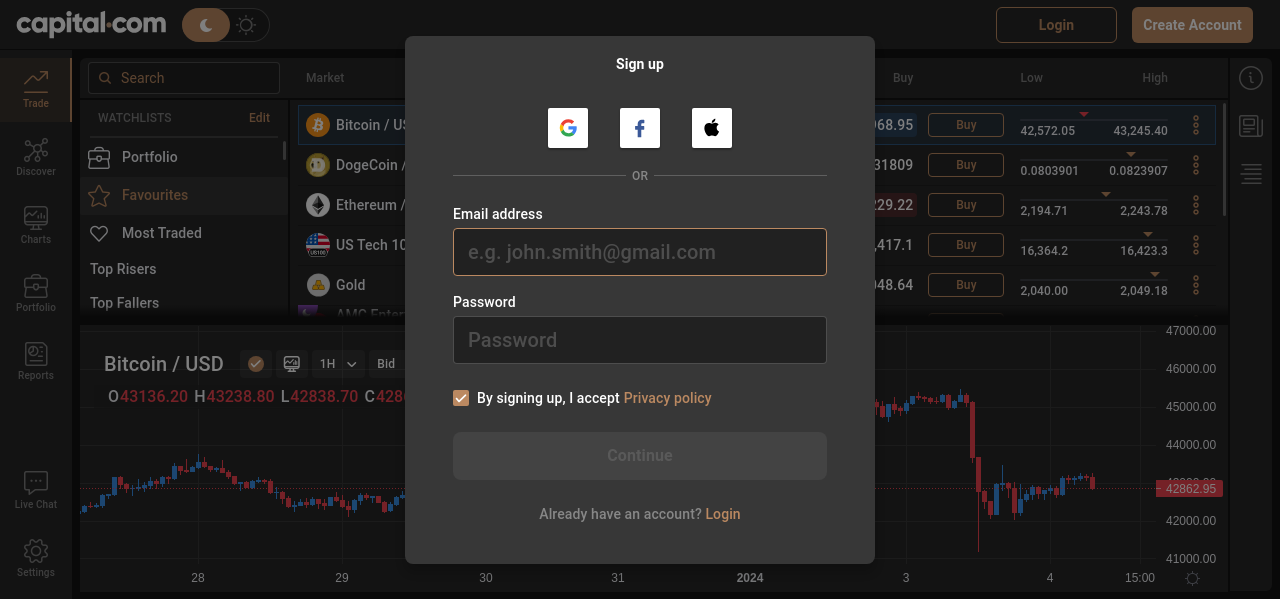 capital.com
Login
Create Account
Sign up
Search
Market
Buy
Low
High
Trade
WATCHLISTS
Edit
Bitcoin / US
968.95
Buy
42,572.05
43,245.40
Portfolio
DogeCoin /
31809
Buy
0.0803901
0.0823907
OR
Discover
Favourites
Ethereum /
229.22
Buy
2,194.71
2,243.78
Email address
e.g. john.smith@gmail.com
Charts
Most Traded
US100
US Tech 10
,417.1
Buy
16,364.2
16,423.3
Top Risers
Gold
048.64
Buy
2,040.00
2,049.18
Portfolio
Top Fallers
AMC Enter
Password
Password
47000.00
Bitcoin / USD
1H
Bid
46000.00
Reports
O43136.20 H43238.80 L42838.70 C4286
By signing up, I accept Privacy policy
45000.00
44000.00
Continue
42862.95
Live Chat
Already have an account? Login
42000.00
41000.00
Settings
28
29
30
31
2024
3
4
15:00